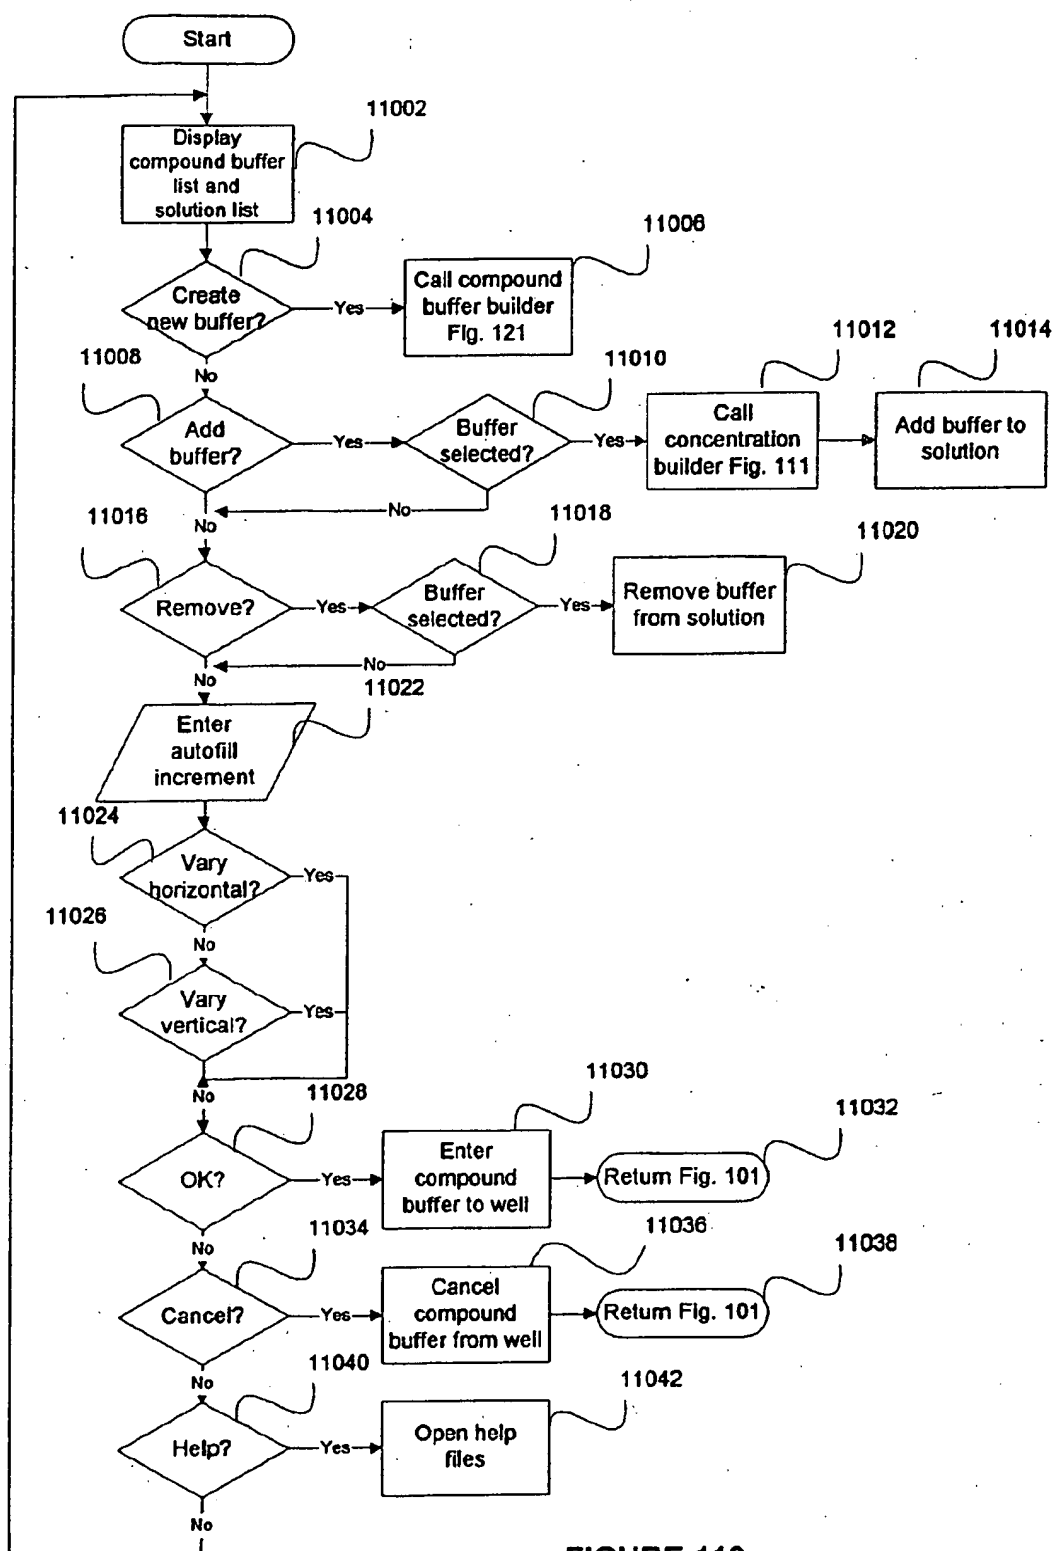 Start
11002
Display
compound buffer
list and
solution list
11004
11006
Create
new buffer?
Yes
Call compound
buffer builder
Fig. 121
No
11008
11010
11012
11014
Add
buffer?
Yes
Buffer
selected?
Yes
Call
concentration
builder Fig. 111
Add buffer to
solution
No
No
11016
11018
11020
Remove?
Yes
Buffer
selected?
Yes
Remove buffer
from solution
No
No
11022
Enter
autofill
increment
11024
Vary
horizontal?
Yes
No
11026
Vary
vertical?
Yes
No
11028
11030
11032
OK?
Yes
Enter
compound
buffer to well
Return Fig. 101
No
11034
11036
11038
Cancel?
Yes
Cancel
compound
buffer from well
Return Fig. 101
No
11040
11042
Help?
Yes
Open help
files
No
FIGURE 110